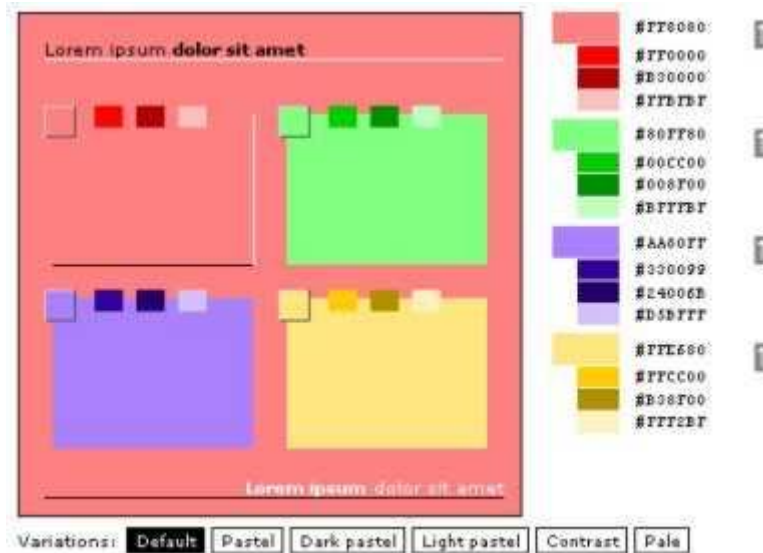 Lorem ipsum dolor sit amet
#FF8080
#FF0000
#B30000
#FFBFBF
#80FF80
#00CC00
#008F00
#BFFFBF
#AA80FF
#330099
#24006B
#D5BFFF
#FFE680
#FFCC00
#B38F00
#FFF2BF
Lorem ipsum dolor sit amet
Variations: Default Pastel Dark pastel Light pastel Contrast Pale